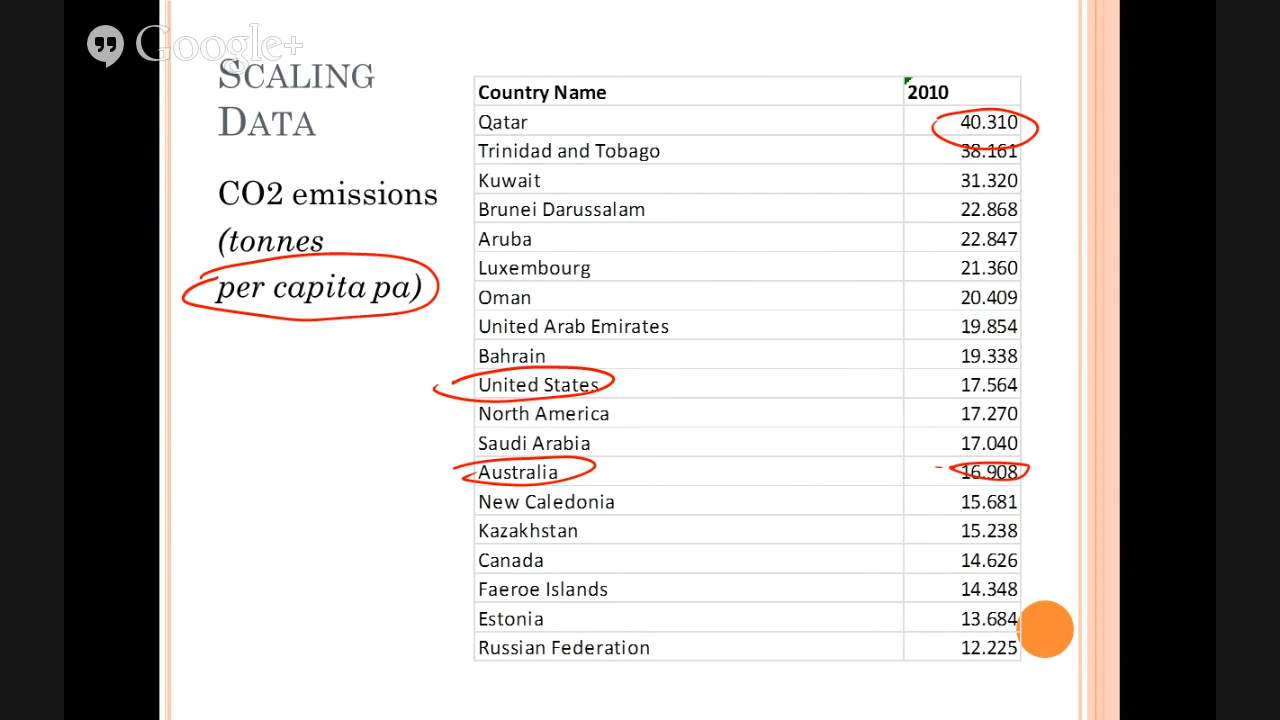 Google+
SCALING
DATA
CO2 emissions
(tonnes
per capita pa)
Country Name 2010
Qatar 40.310
Trinidad and Tobago 38.161
Kuwait 31.320
Brunei Darussalam 22.868
Aruba 22.847
Luxembourg 21.360
Oman 20.409
United Arab Emirates 19.854
Bahrain 19.338
United States 17.564
North America 17.270
Saudi Arabia 17.040
Australia 16.908
New Caledonia 15.681
Kazakhstan 15.238
Canada 14.626
Faeroe Islands 14.348
Estonia 13.684
Russian Federation 12.225